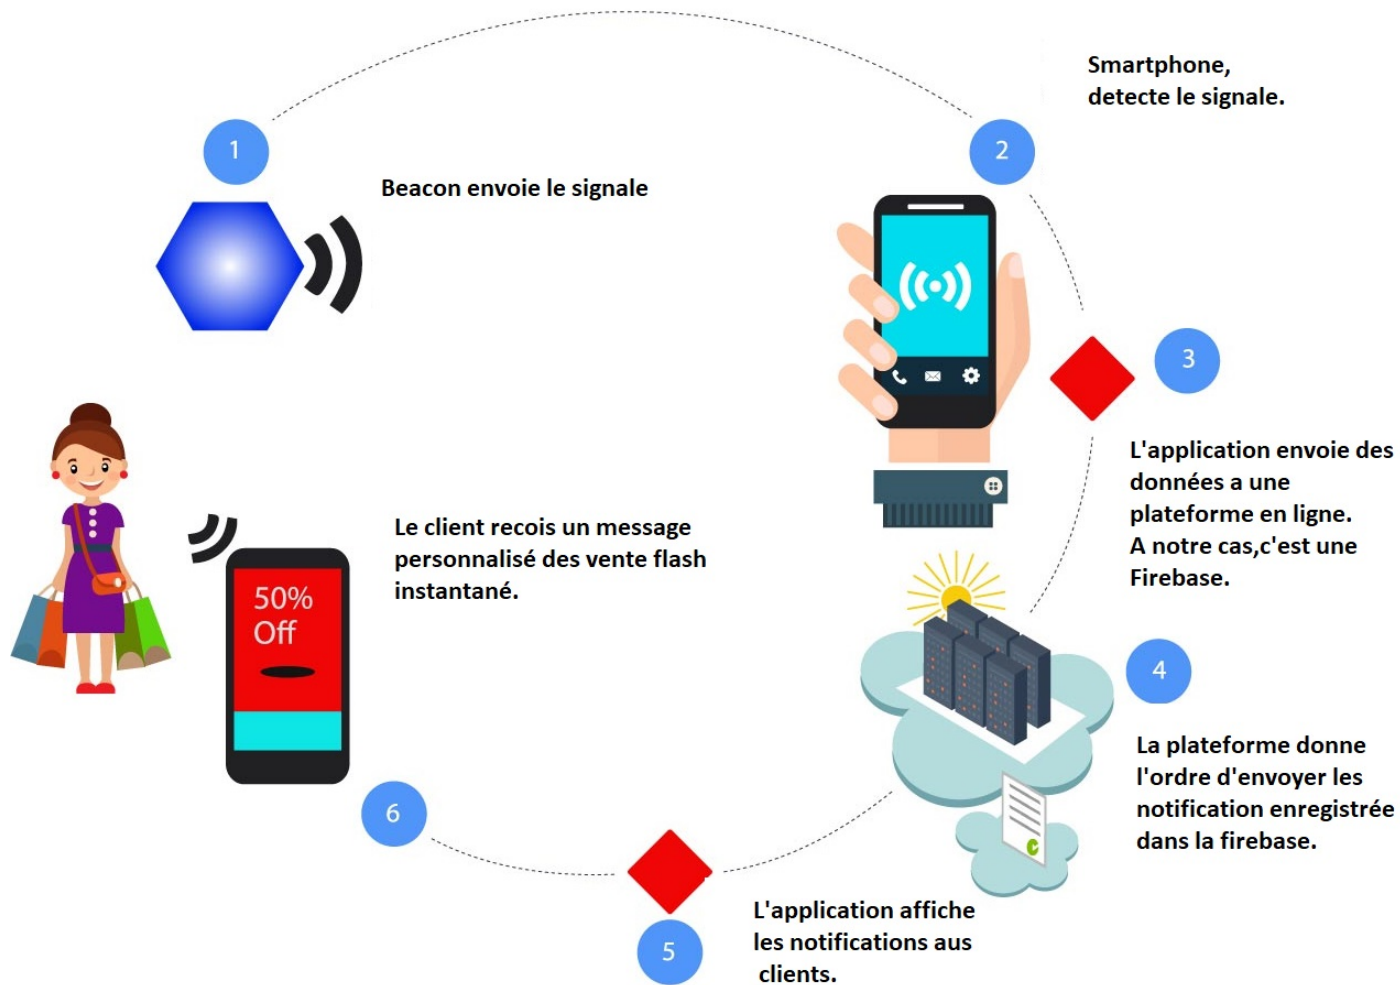 1
Beacon envoie le signale
2
Smartphone,
detecte le signale.
3
L'application envoie des
données a une
plateforme en ligne.
A notre cas,c'est une
Firebase.
4
La plateforme donne
l'ordre d'envoyer les
notification enregistrée
dans la firebase.
5
L'application affiche
les notifications aus
clients.
6
Le client recois un message
personnalisé des vente flash
instantané.
50%
Off